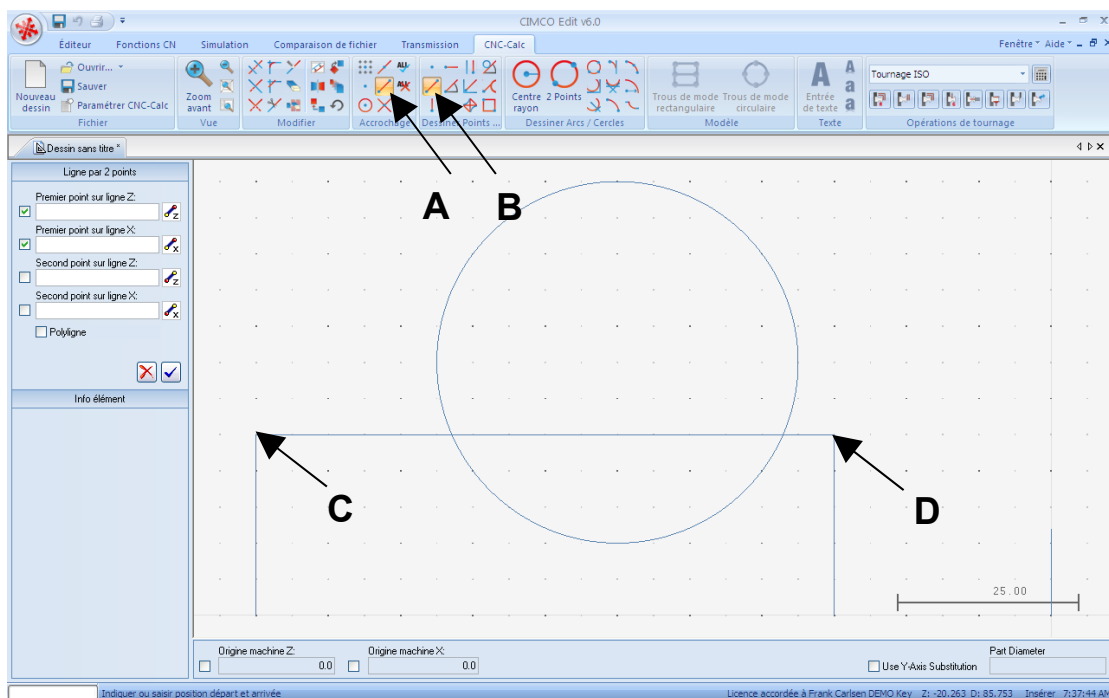 CIMCO Edit v6.0
Éditeur Fonctions CN Simulation Comparaison de fichier Transmission CNC-Calc Fenêtre Aide
Nouveau dessin
Ouvrir...
Sauver
Paramétrer CNC-Calc
Fichier
Zoom avant
Vue
Modifier
Accrochage
Dessiner Points ...
Centre rayon
2 Points
Dessiner Arcs / Cercles
Trous de mode rectangulaire
Trous de mode circulaire
Modèle
A
Entrée de texte
A
a
a
Texte
Tournage ISO
Opérations de tournage
Dessin sans titre *
Ligne par 2 points
Premier point sur ligne Z:
Premier point sur ligne X:
Second point sur ligne Z:
Second point sur ligne X:
Polyligne
Info élément
A B
C D
25.00
Origine machine Z: Origine machine X: Part Diameter
0.0 0.0 Use Y-Axis Substitution
Indiquer ou saisir position départ et arrivée Licence accordée à Frank Carlsen DEMO Key Z: -20.263 D: 85.753 Insérer 7:37:44 AM